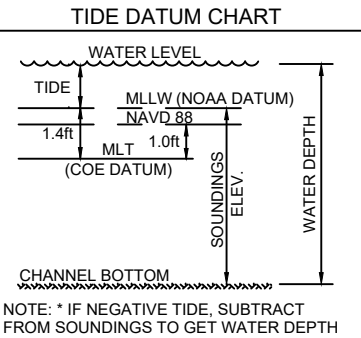 TIDE DATUM CHART
WATER LEVEL
TIDE
MLLW (NOAA DATUM)
NAVD 88
1.4ft
1.0ft
MLT
(COE DATUM)
SOUNDINGS
ELEV.
WATER DEPTH
CHANNEL BOTTOM
NOTE: * IF NEGATIVE TIDE, SUBTRACT
FROM SOUNDINGS TO GET WATER DEPTH